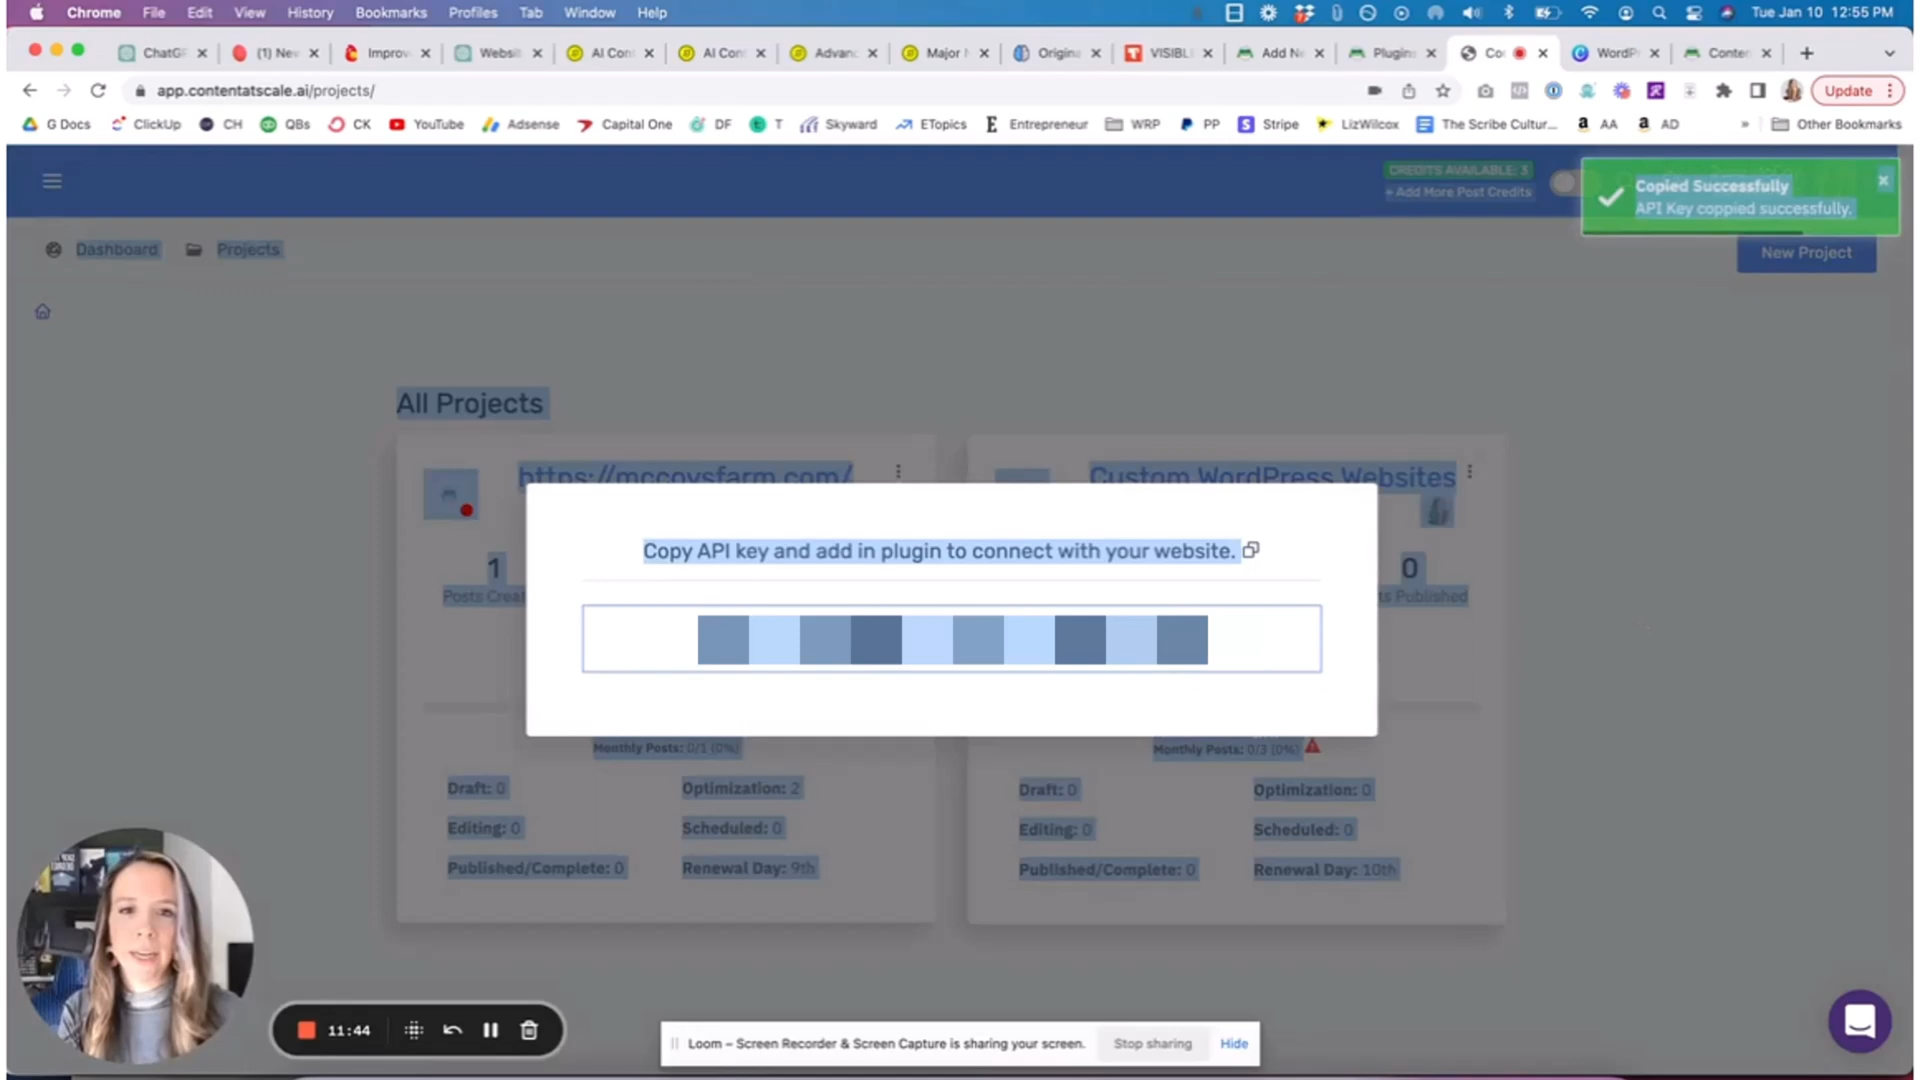 Chrome File Edit View History Bookmarks Profiles Tab Window Help Tue Jan 10 12:55 PM
ChatGP (1) New Improv Websit AI Con AI Con Advanc Major Origina VISIBL Add Ne Plugins Co WordPr Conten
app.contentatscale.ai/projects/ Update
G Docs ClickUp CH QBs CK YouTube Adsense Capital One DF T Skyward ETopics Entrepreneur WRP PP Stripe LizWilcox The Scribe Cultur... AA AD » Other Bookmarks
CREDITS AVAILABLE: 3
+ Add More Post Credits
Copied Successfully
API Key coppied successfully.
Dashboard Projects
New Project
All Projects
https://mccoysfarm.com/
Custom WordPress Websites
Copy API key and add in plugin to connect with your website.
1
Posts Crea
0
ts Published
Monthly Posts: 0/1 (0%)
Monthly Posts: 0/3 (0%)
Draft: 0 Optimization: 2
Draft: 0 Optimization: 0
Editing: 0 Scheduled: 0
Editing: 0 Scheduled: 0
Published/Complete: 0 Renewal Day: 9th
Published/Complete: 0 Renewal Day: 10th
11:44
Loom – Screen Recorder & Screen Capture is sharing your screen. Stop sharing Hide